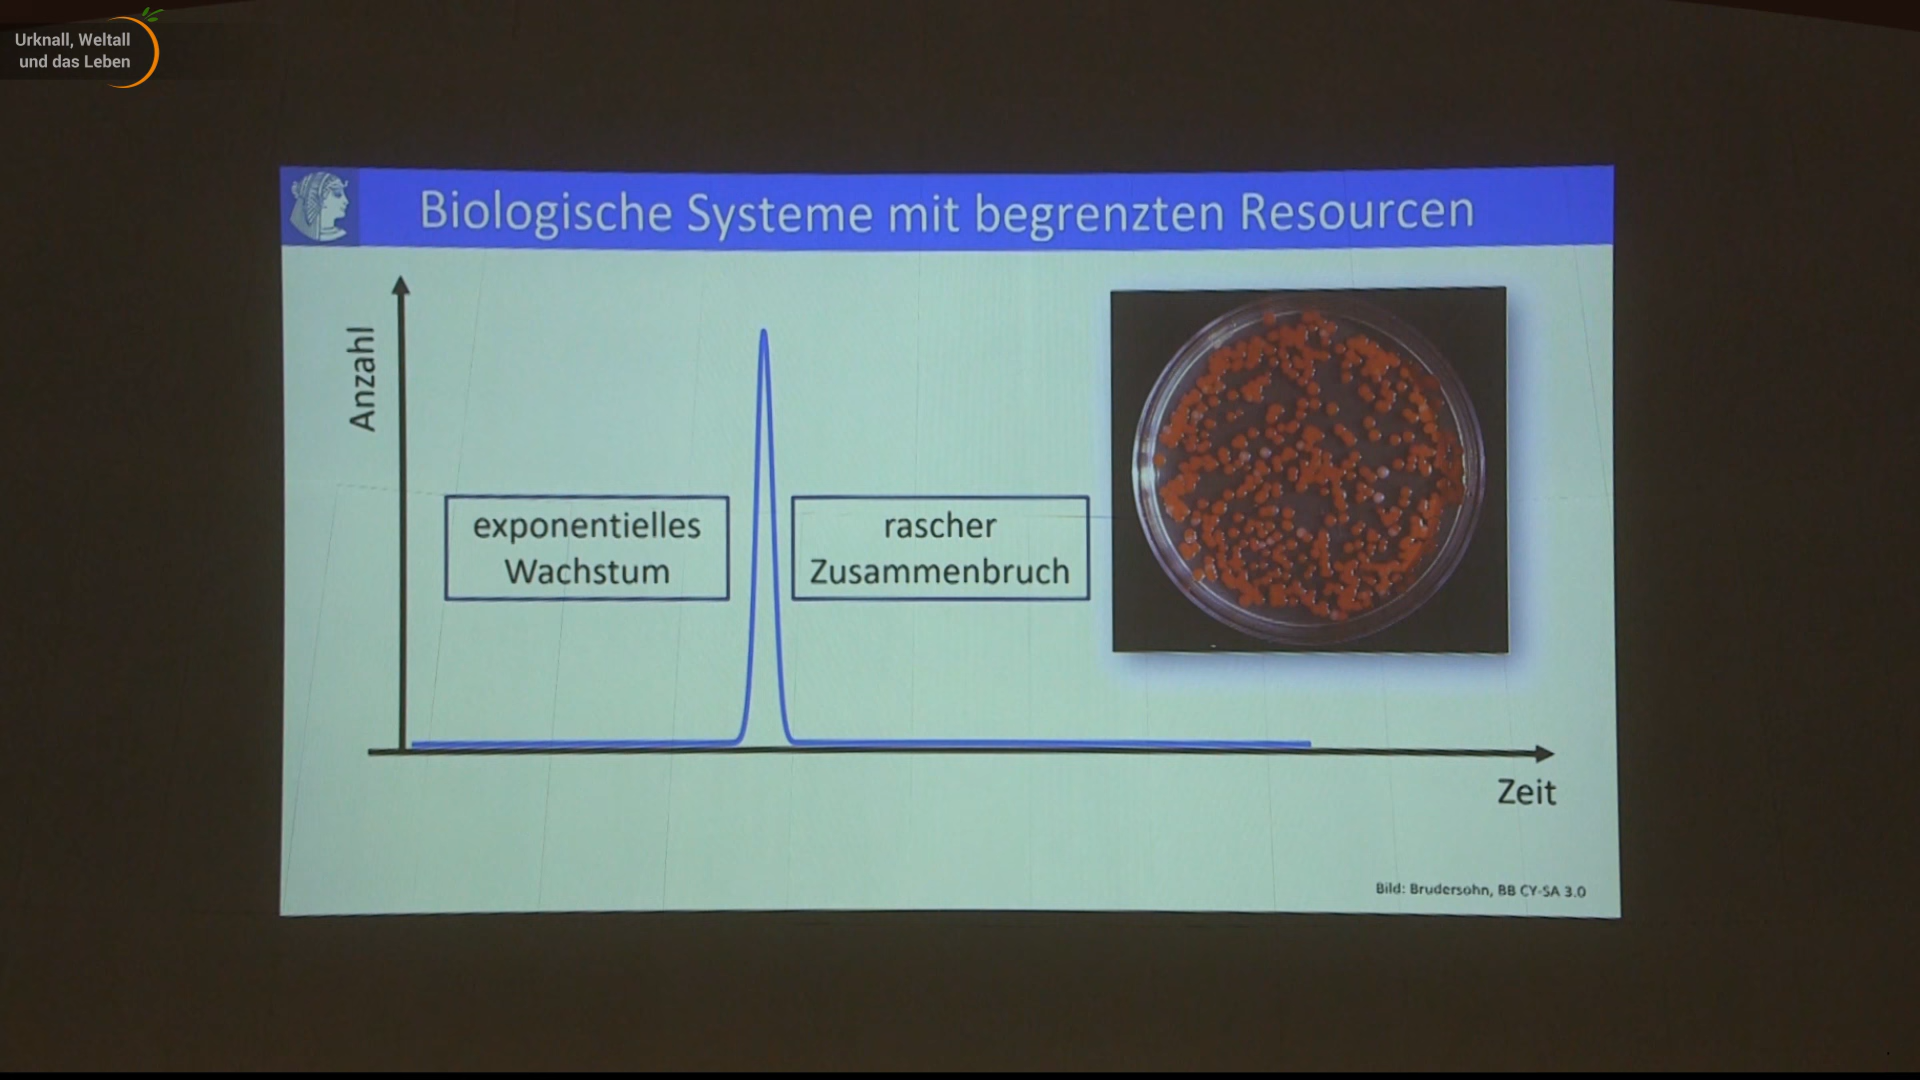 Urknall, Weltall
und das Leben
Biologische Systeme mit begrenzten Resourcen
Anzahl
exponentielles
Wachstum
rascher
Zusammenbruch
Zeit
Bild: Brudersohn, BB CY-SA 3.0